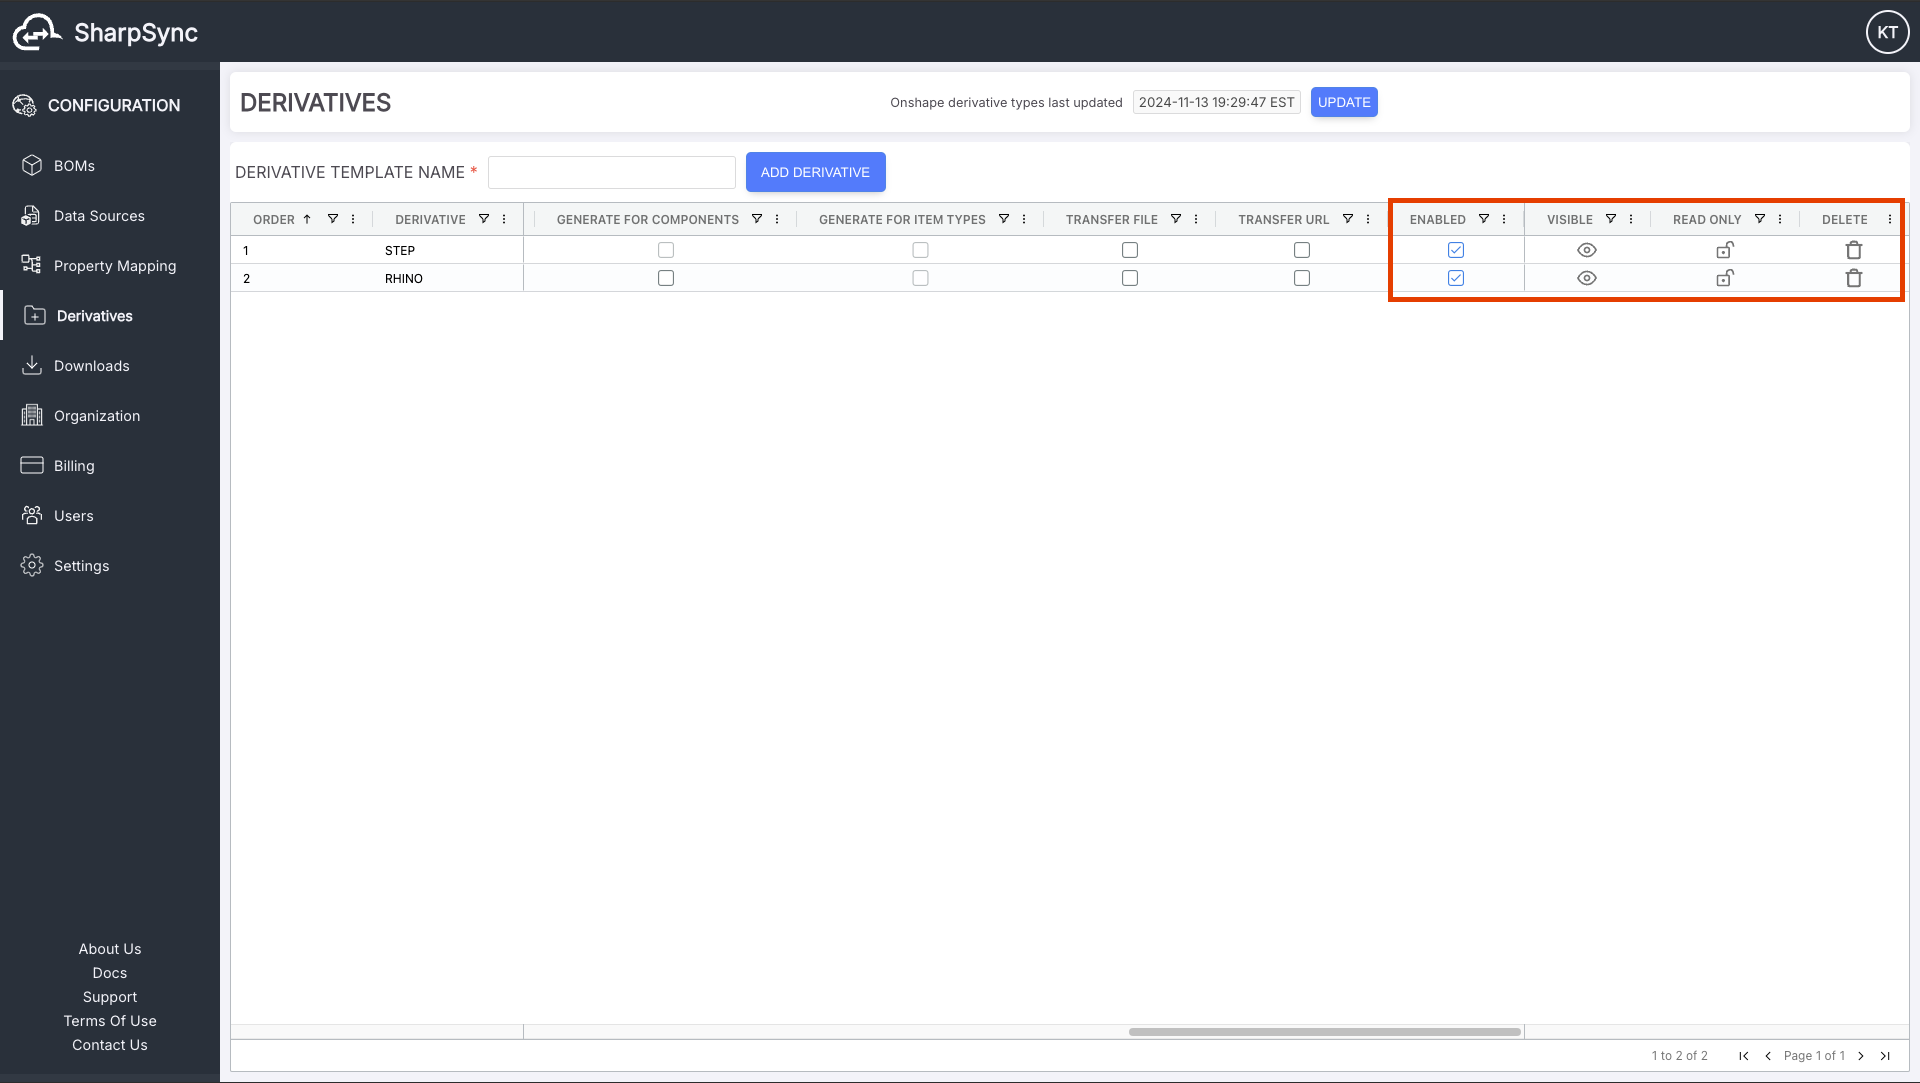 SharpSync
KT
CONFIGURATION
BOMs
Data Sources
Property Mapping
Derivatives
Downloads
Organization
Billing
Users
Settings
About Us
Docs
Support
Terms Of Use
Contact Us
DERIVATIVES
Onshape derivative types last updated 2024-11-13 19:29:47 EST UPDATE
DERIVATIVE TEMPLATE NAME * ADD DERIVATIVE
ORDER DERIVATIVE GENERATE FOR COMPONENTS GENERATE FOR ITEM TYPES TRANSFER FILE TRANSFER URL ENABLED VISIBLE READ ONLY DELETE
1 STEP
2 RHINO
1 to 2 of 2 Page 1 of 1